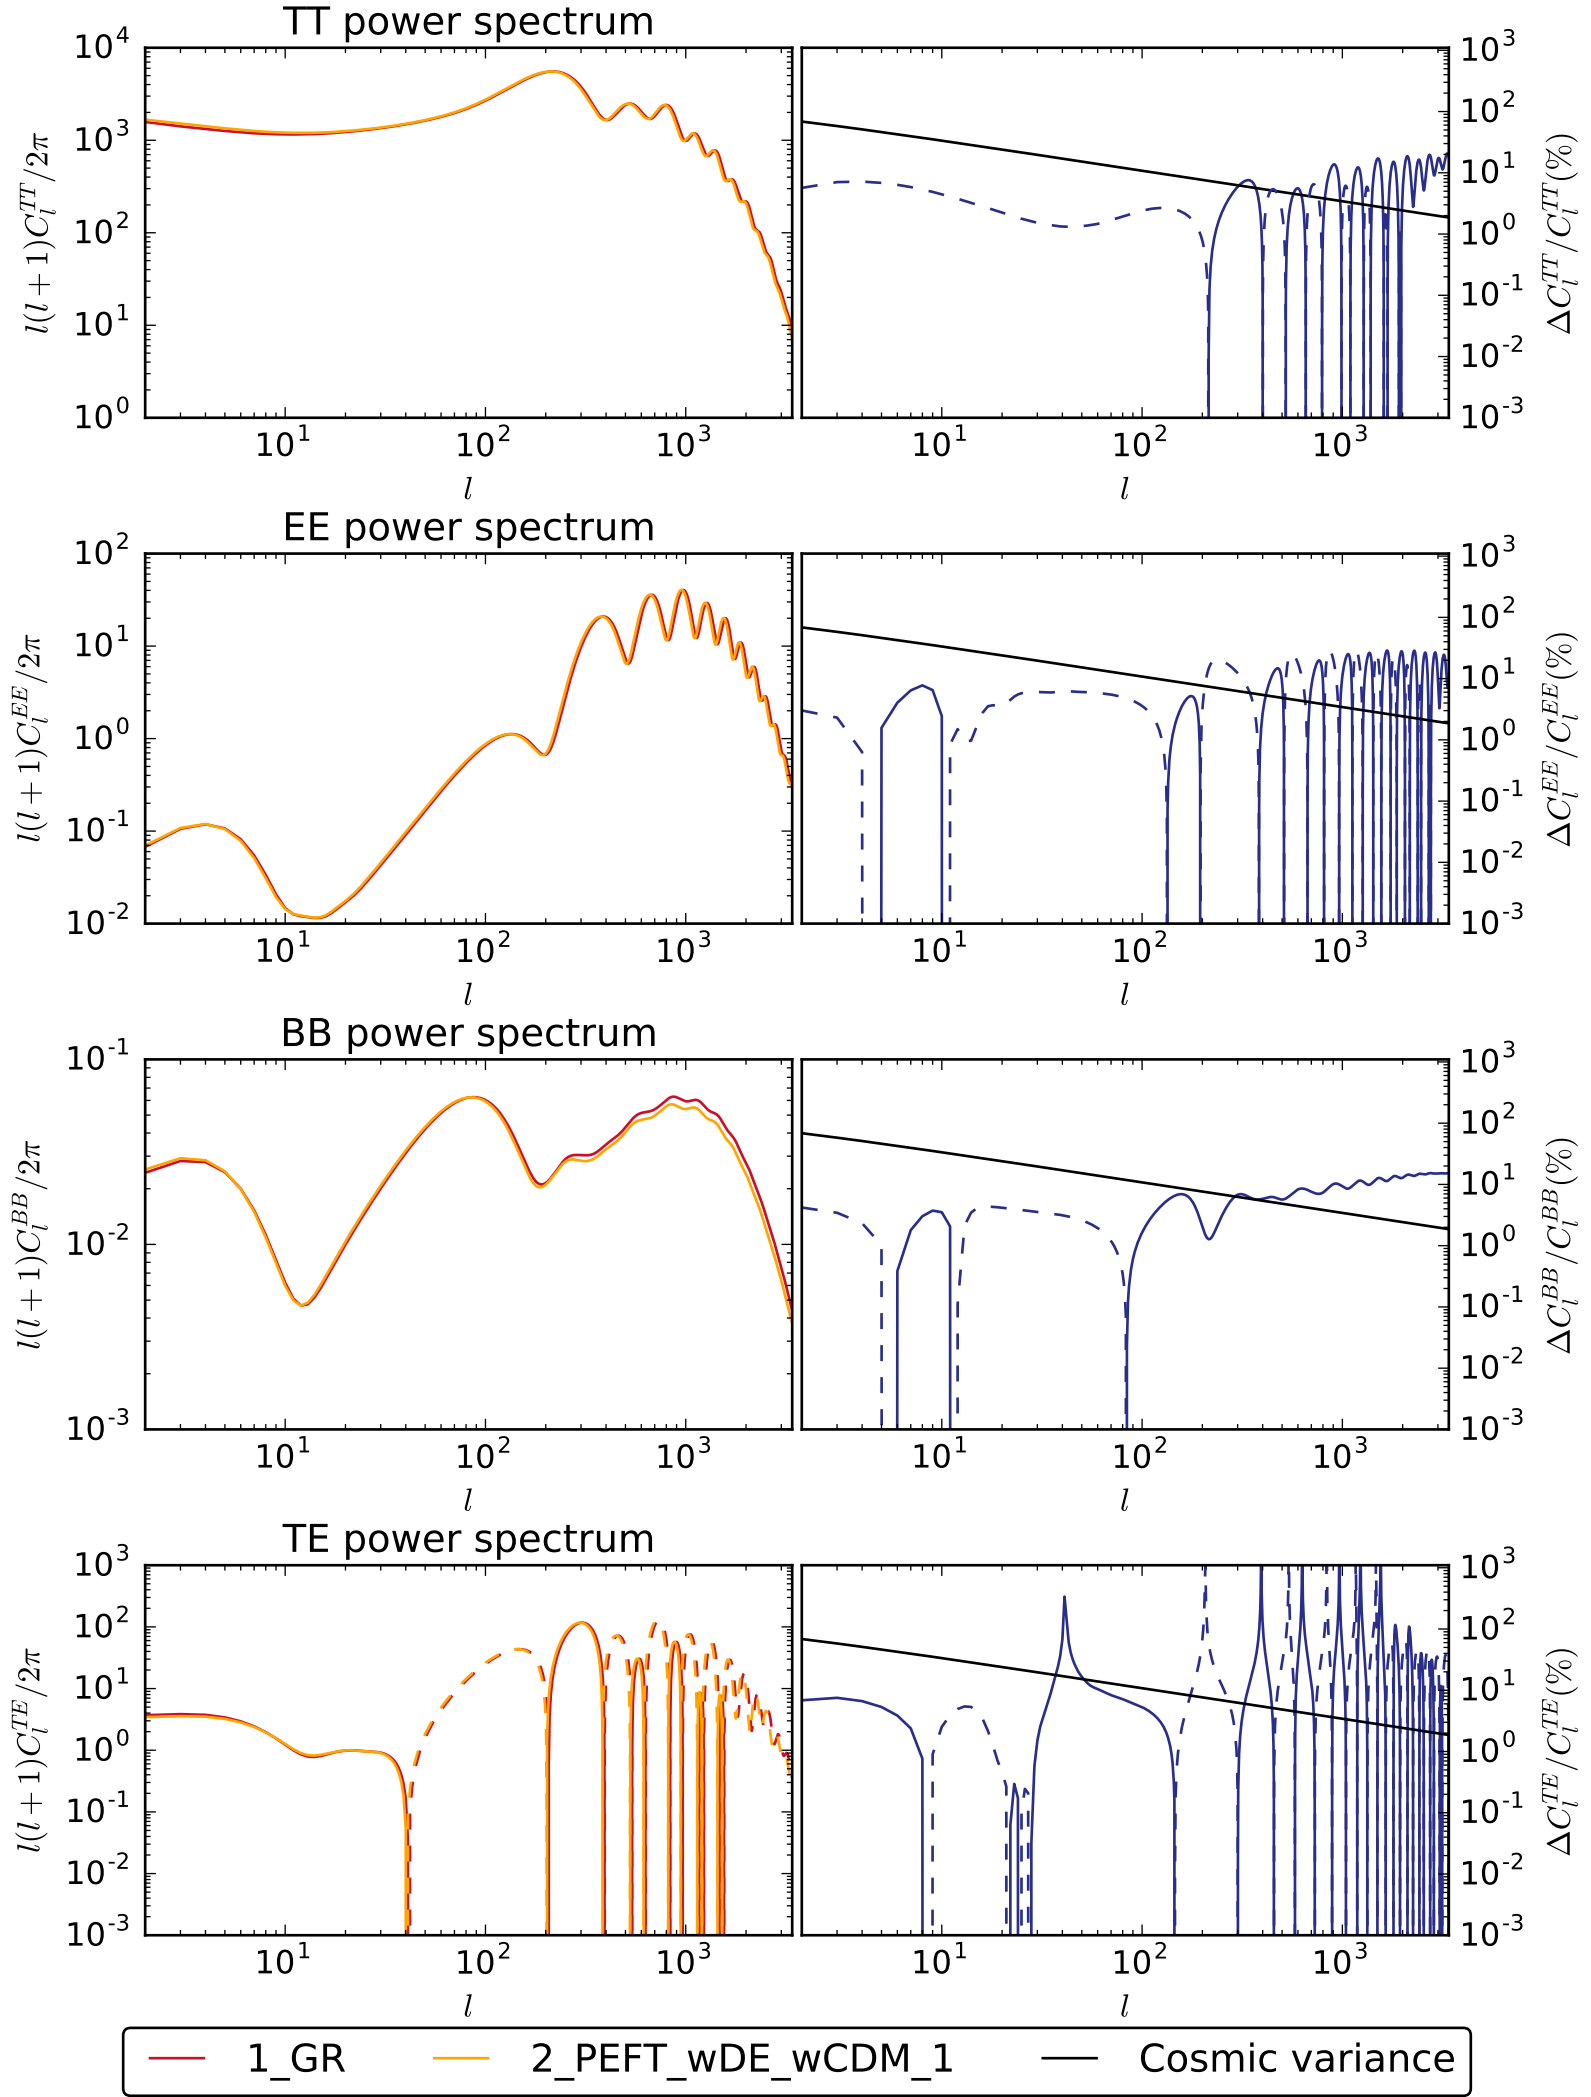 TT power spectrum
10^4
10^3
10^2
10^1
10^0
l(l + 1)C_l^{TT}/2π
10^1 10^2 10^3
l
10^3
10^2
10^1
10^0
10^-1
10^-2
10^-3
ΔC_l^{TT}/C_l^{TT}(%)
10^1 10^2 10^3
l
EE power spectrum
10^2
10^1
10^0
10^-1
10^-2
l(l + 1)C_l^{EE}/2π
10^1 10^2 10^3
l
10^3
10^2
10^1
10^0
10^-1
10^-2
10^-3
ΔC_l^{EE}/C_l^{EE}(%)
10^1 10^2 10^3
l
BB power spectrum
10^-1
10^-2
10^-3
l(l + 1)C_l^{BB}/2π
10^1 10^2 10^3
l
10^3
10^2
10^1
10^0
10^-1
10^-2
10^-3
ΔC_l^{BB}/C_l^{BB}(%)
10^1 10^2 10^3
l
TE power spectrum
10^3
10^2
10^1
10^0
10^-1
10^-2
10^-3
l(l + 1)C_l^{TE}/2π
10^1 10^2 10^3
l
10^3
10^2
10^1
10^0
10^-1
10^-2
10^-3
ΔC_l^{TE}/C_l^{TE}(%)
10^1 10^2 10^3
l
1_GR 2_PEFT_wDE_wCDM_1 Cosmic variance